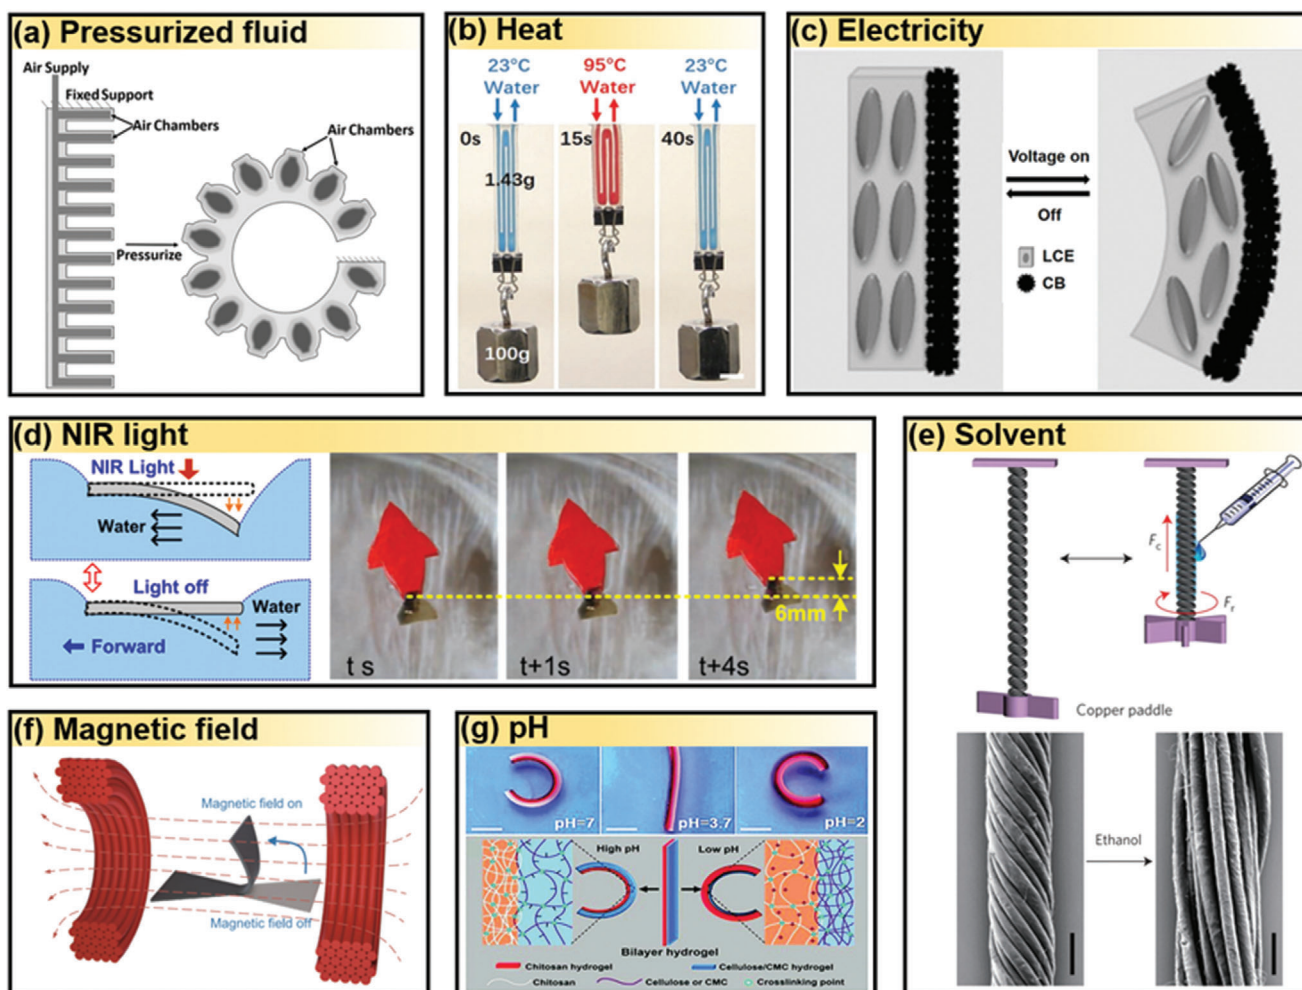 (a) Pressurized fluid
Air Supply
Fixed Support
Air Chambers
Air Chambers
Pressurize
(b) Heat
23°C
Water
95°C
Water
23°C
Water
0s
15s
40s
1.43g
100g
(c) Electricity
Voltage on
Off
LCE
CB
(d) NIR light
NIR Light
Water
Light off
Water
Forward
6mm
t s
t+1s
t+4s
(e) Solvent
Fc
Fr
Copper paddle
Ethanol
(f) Magnetic field
Magnetic field on
Magnetic field off
(g) pH
pH=7
pH=3.7
pH=2
High pH
Low pH
Bilayer hydrogel
Chitosan hydrogel
Cellulose/CMC hydrogel
Chitosan
Cellulose or CMC
Crosslinking point